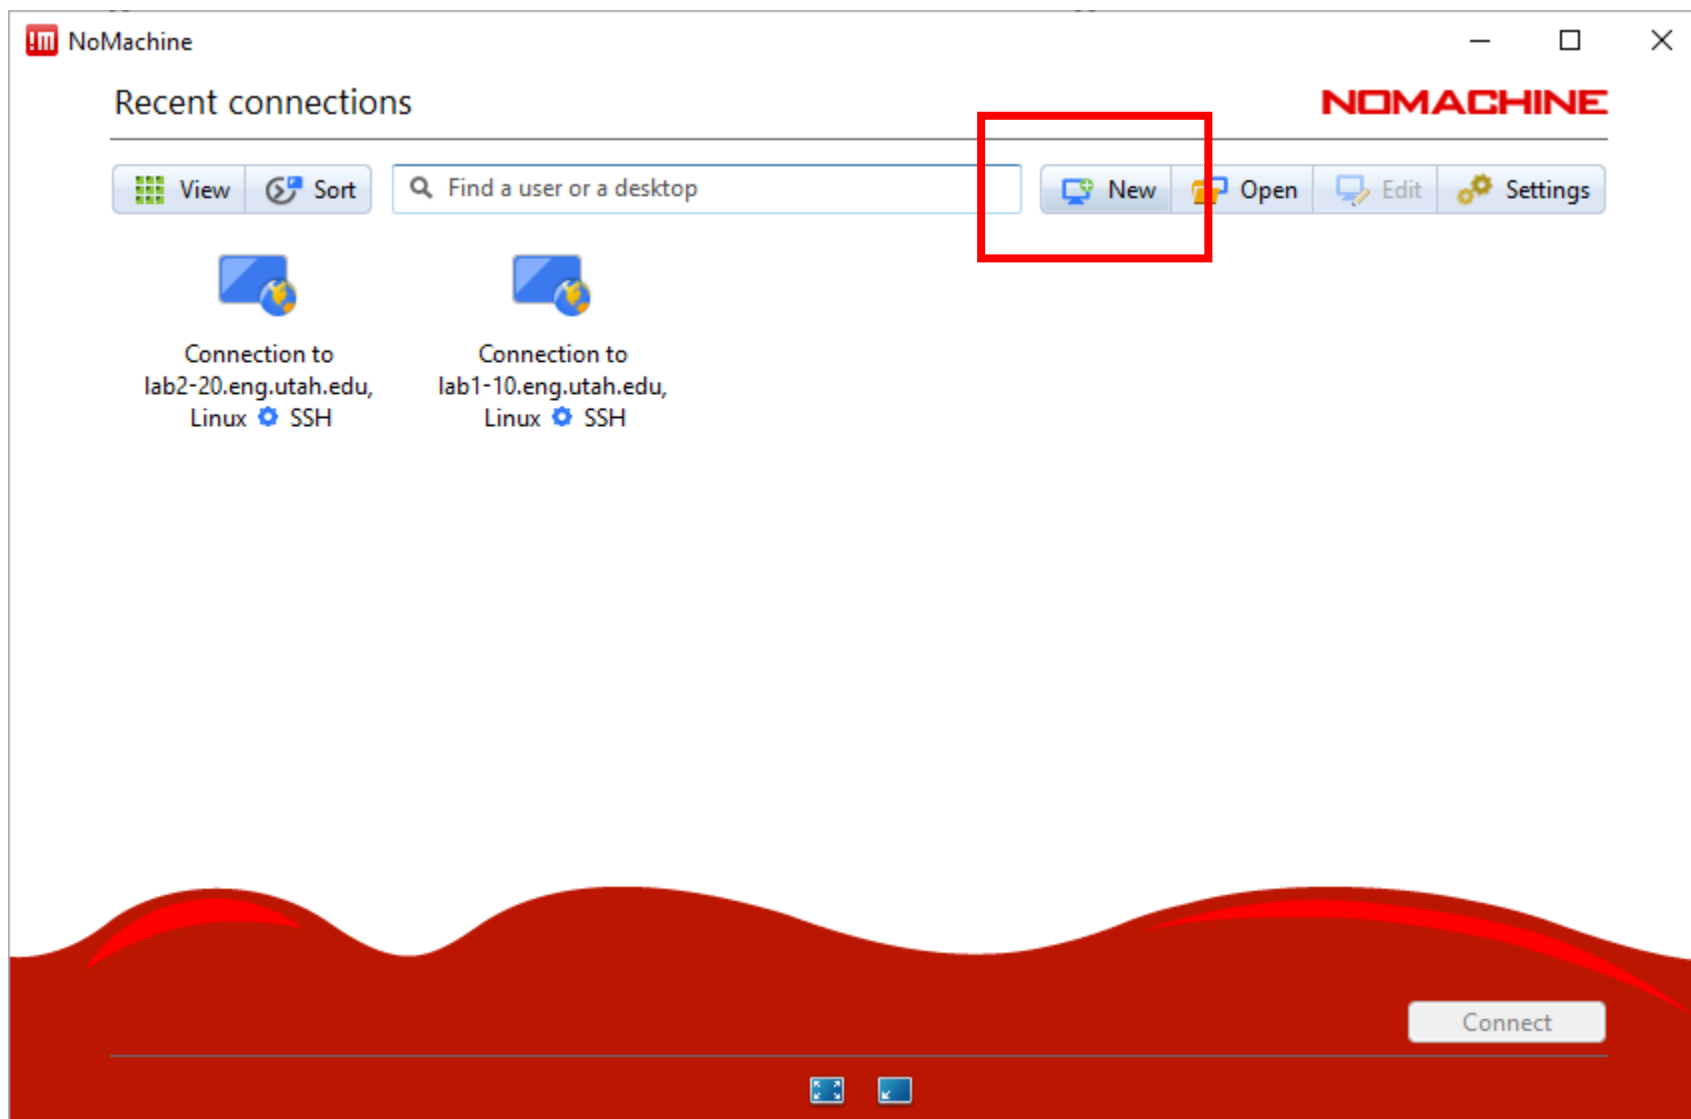 NoMachine
Recent connections
NOMACHINE
View Sort Find a user or a desktop New Open Edit Settings
Connection to
lab2-20.eng.utah.edu,
Linux SSH
Connection to
lab1-10.eng.utah.edu,
Linux SSH
Connect